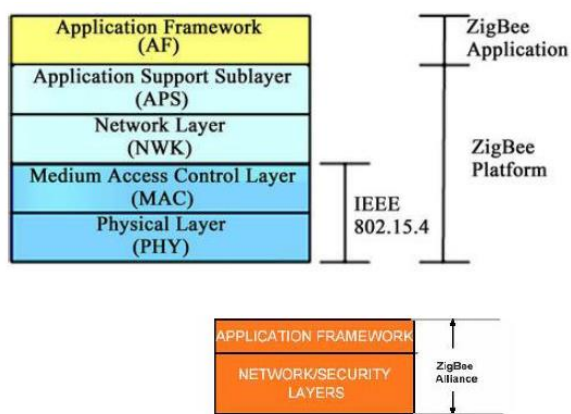 Application Framework
(AF)
Application Support Sublayer
(APS)
Network Layer
(NWK)
Medium Access Control Layer
(MAC)
Physical Layer
(PHY)
IEEE
802.15.4
ZigBee
Application
ZigBee
Platform
APPLICATION FRAMEWORK
NETWORK/SECURITY
LAYERS
ZigBee
Alliance